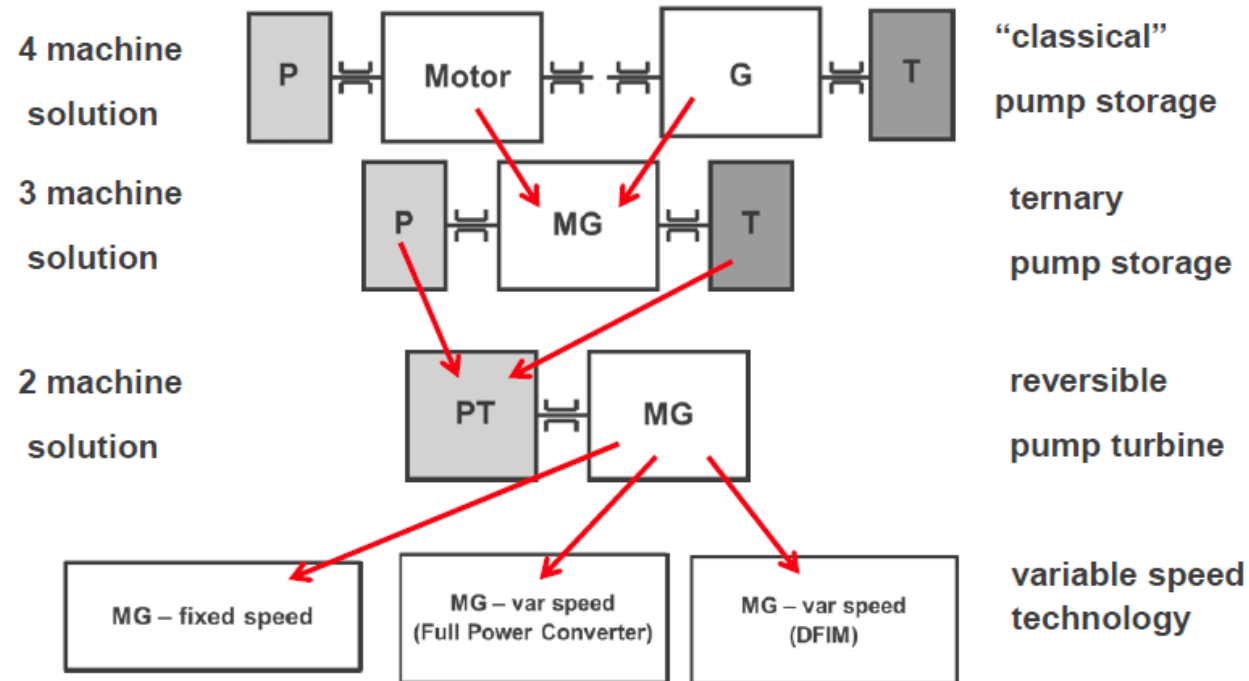 4 machine
solution
P
Motor
G
T
“classical”
pump storage
3 machine
solution
P
MG
T
ternary
pump storage
2 machine
solution
PT
MG
reversible
pump turbine
MG – fixed speed
MG – var speed
(Full Power Converter)
MG – var speed
(DFIM)
variable speed
technology